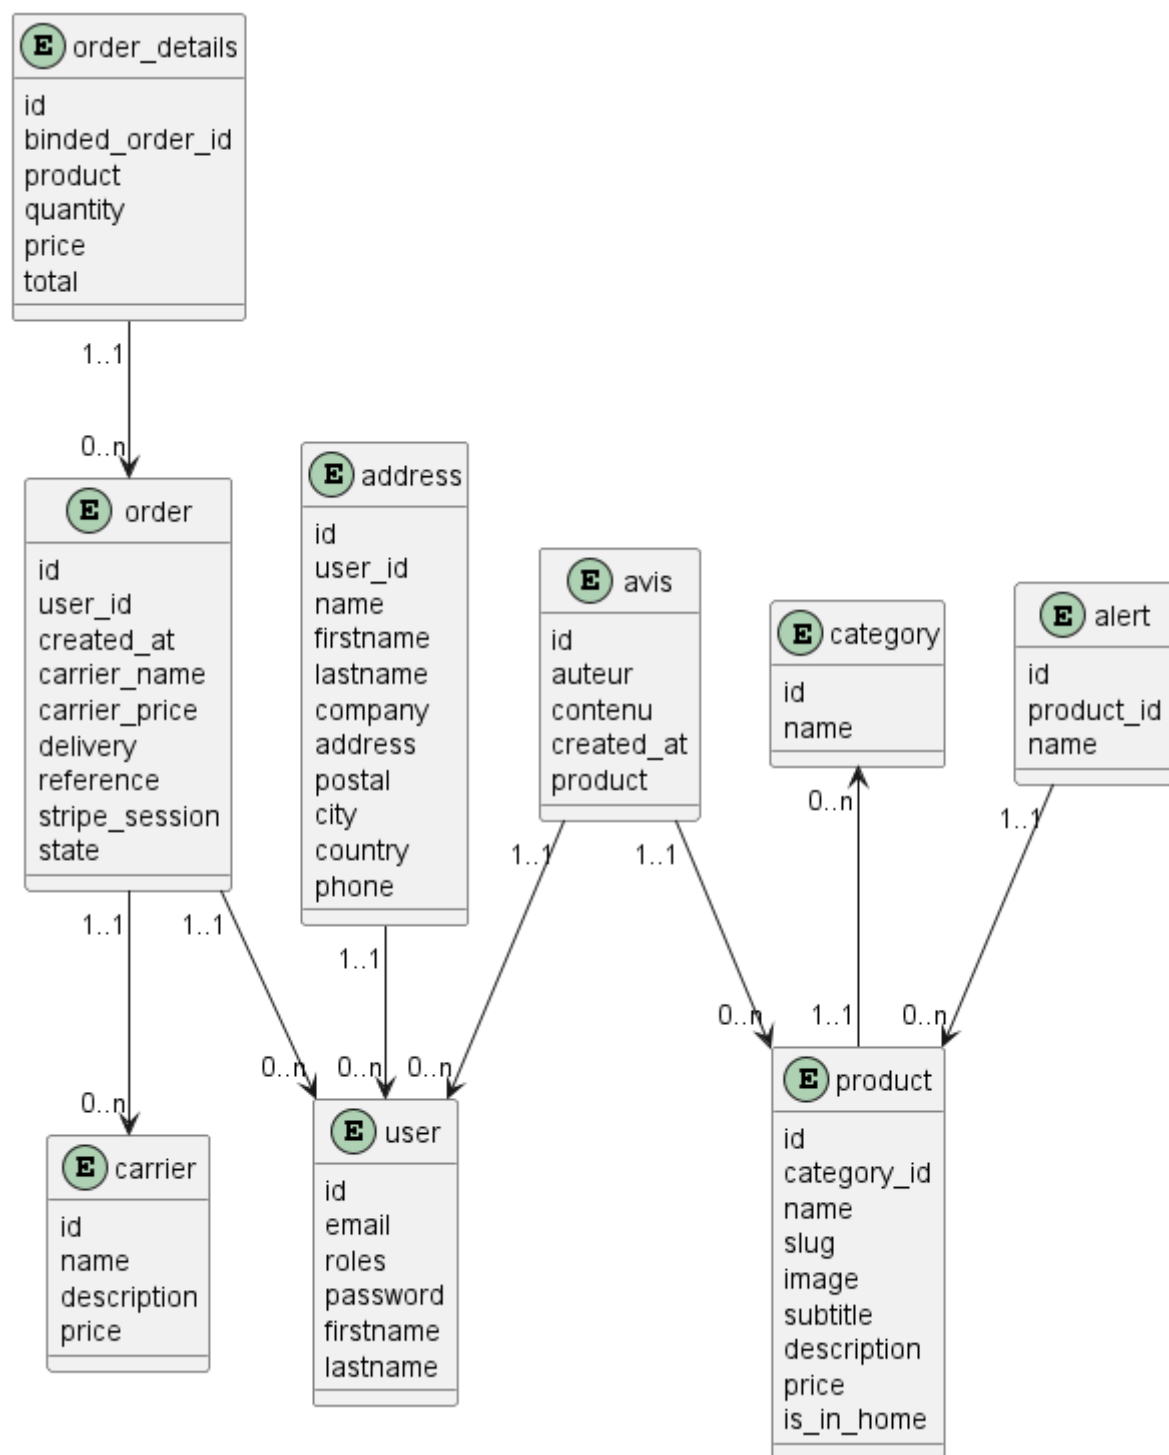 E order_details
id
binded_order_id
product
quantity
price
total
1..1
0..n
E order
id
user_id
created_at
carrier_name
carrier_price
delivery
reference
stripe_session
state
E address
id
user_id
name
firstname
lastname
company
address
postal
city
country
phone
E avis
id
auteur
contenu
created_at
product
E category
id
name
E alert
id
product_id
name
1..1
0..n
1..1
0..n
1..1
0..n
1..1
0..n
1..1
0..n
0..n
1..1
1..1
0..n
E carrier
id
name
description
price
E user
id
email
roles
password
firstname
lastname
E product
id
category_id
name
slug
image
subtitle
description
price
is_in_home